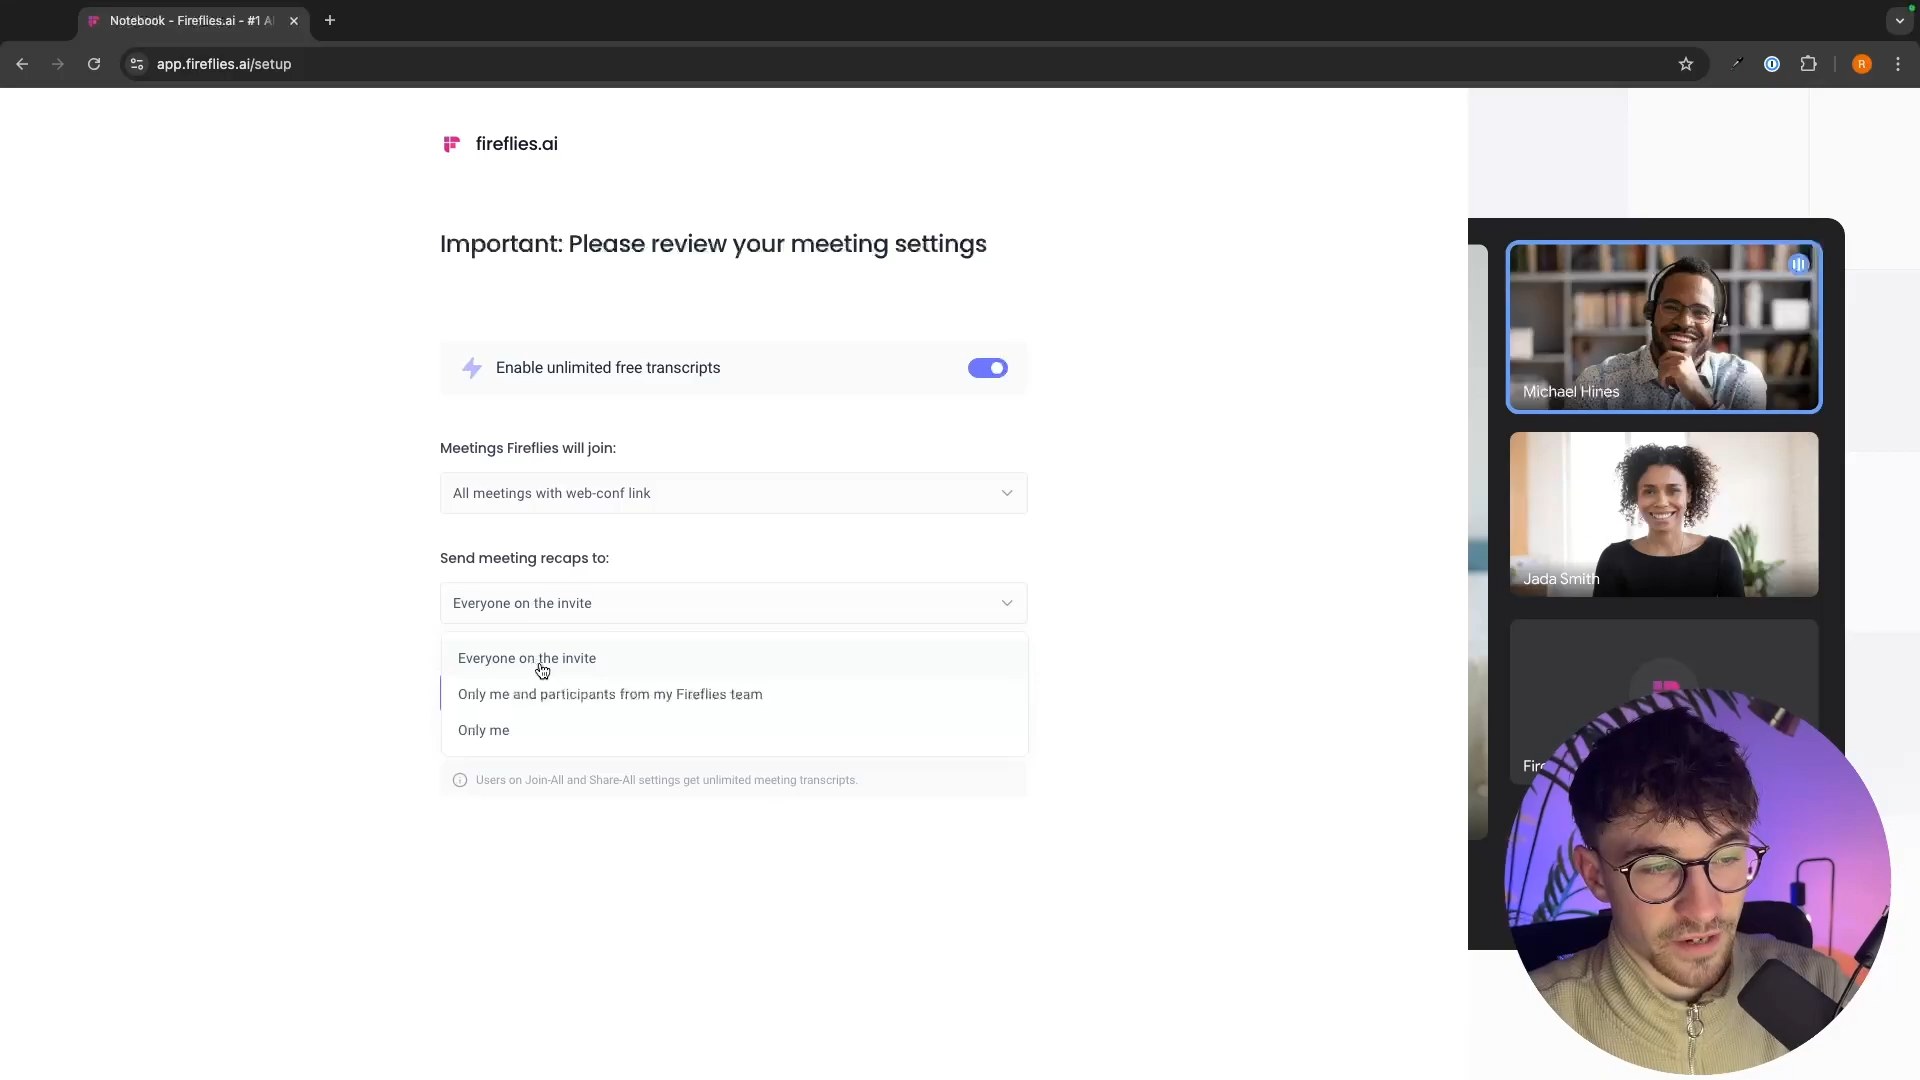 Notebook - Fireflies.ai - #1 A
app.fireflies.ai/setup
R
fireflies.ai
Important: Please review your meeting settings
Enable unlimited free transcripts
Meetings Fireflies will join:
All meetings with web-conf link
Send meeting recaps to:
Everyone on the invite
Everyone on the invite
Only me and participants from my Fireflies team
Only me
Users on Join-All and Share-All settings get unlimited meeting transcripts.
Michael Hines
Jada Smith
Fire